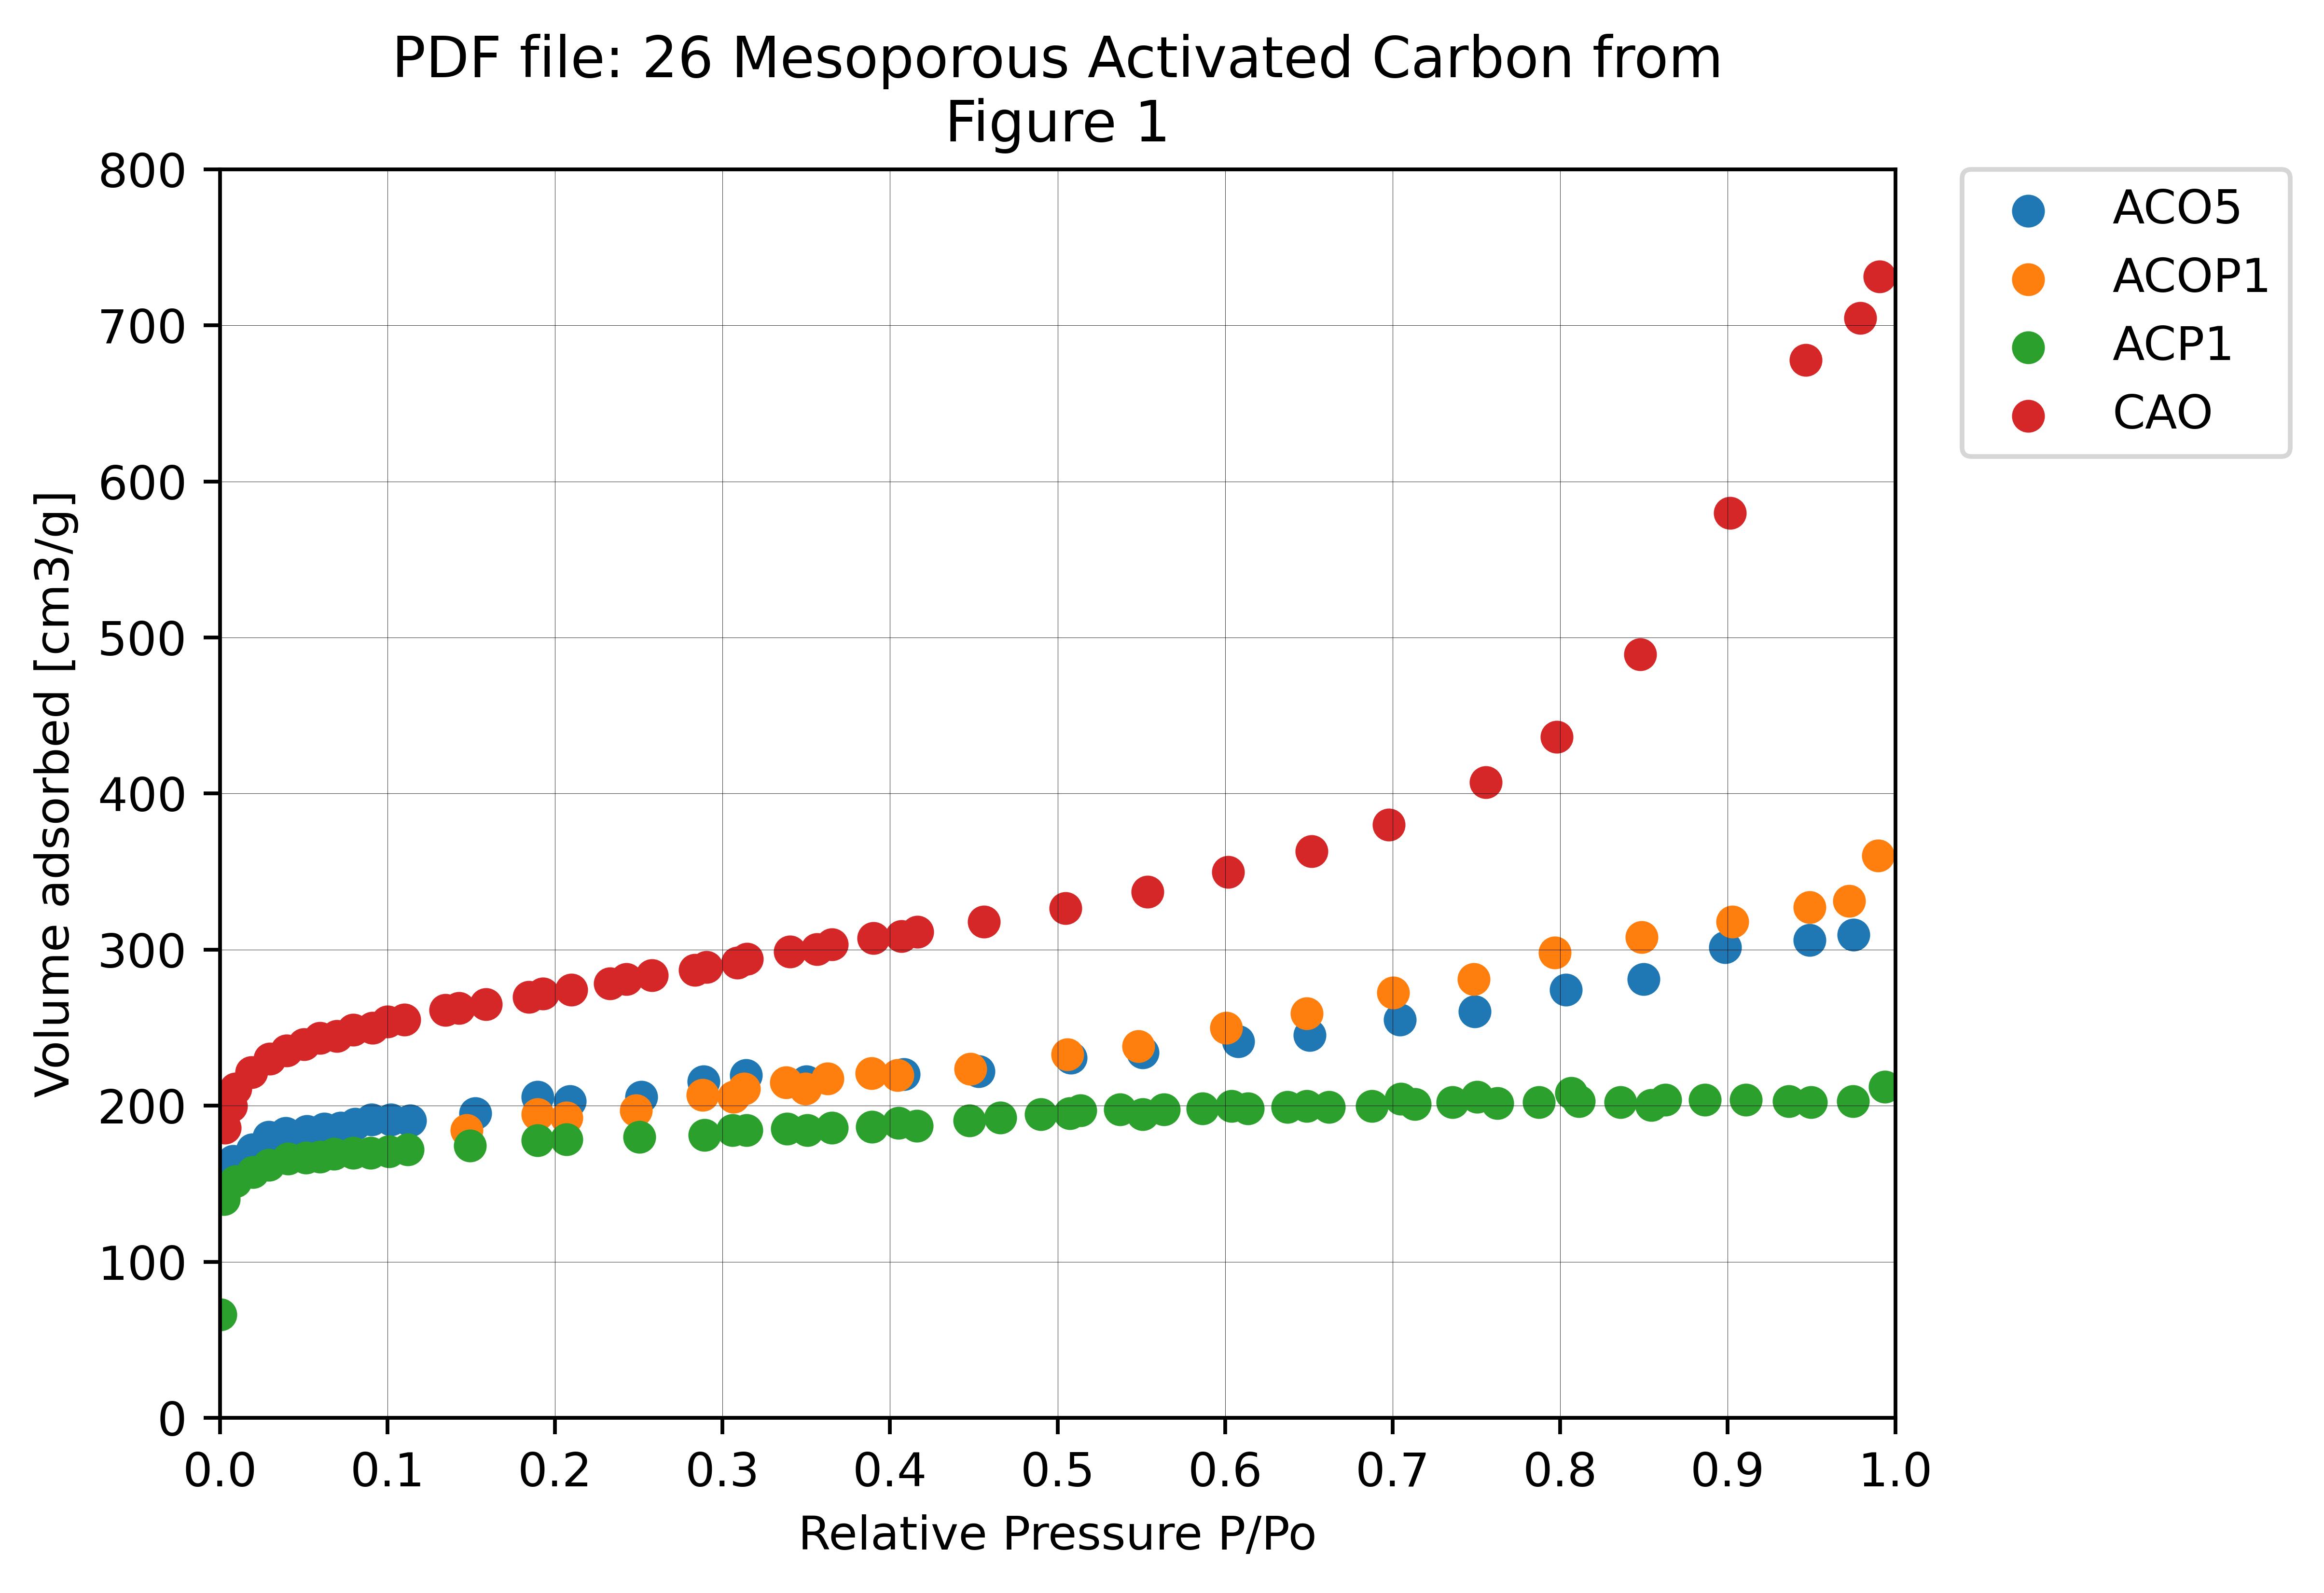 PDF file: 26 Mesoporous Activated Carbon from
Figure 1
Volume adsorbed [cm3/g]
800
700
600
500
400
300
200
100
0
0.0 0.1 0.2 0.3 0.4 0.5 0.6 0.7 0.8 0.9 1.0
Relative Pressure P/Po
ACO5
ACOP1
ACP1
CAO